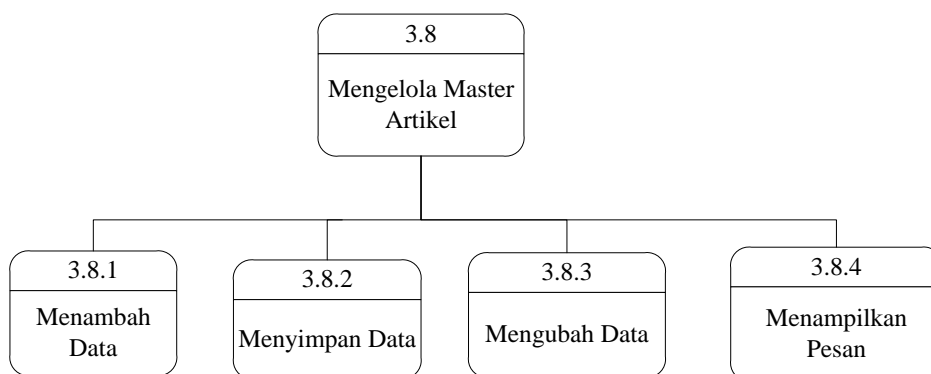 3.8
Mengelola Master
Artikel
3.8.1
Menambah
Data
3.8.2
Menyimpan Data
3.8.3
Mengubah Data
3.8.4
Menampilkan
Pesan